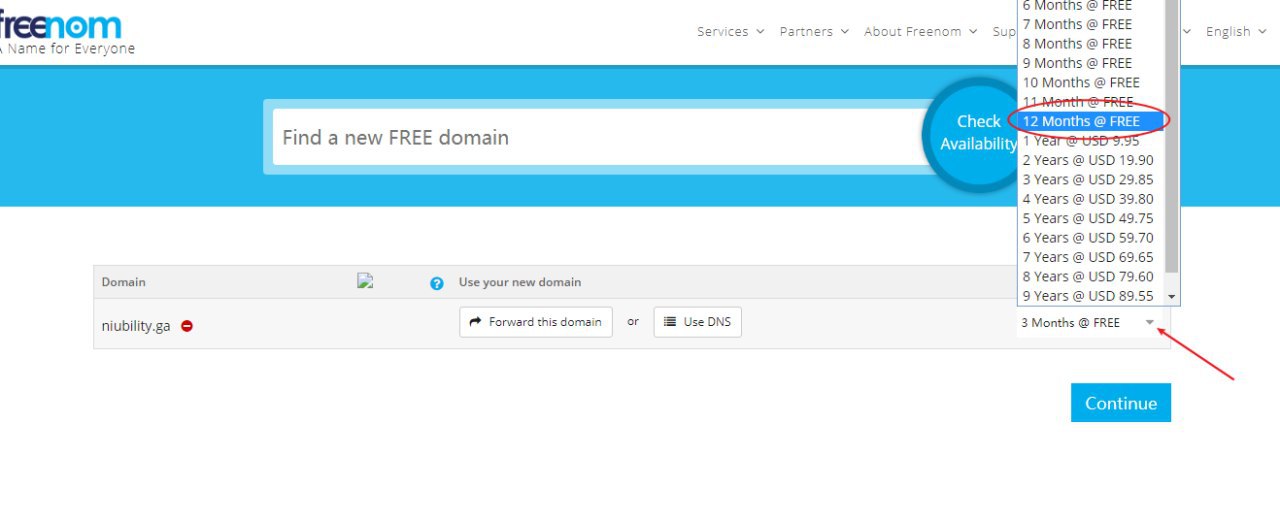 freenom
A Name for Everyone
Services Partners About Freenom Sup English
6 Months @ FREE
7 Months @ FREE
8 Months @ FREE
9 Months @ FREE
10 Months @ FREE
11 Month @ FREE
12 Months @ FREE
1 Year @ USD 9.95
2 Years @ USD 19.90
3 Years @ USD 29.85
4 Years @ USD 39.80
5 Years @ USD 49.75
6 Years @ USD 59.70
7 Years @ USD 69.65
8 Years @ USD 79.60
9 Years @ USD 89.55
Find a new FREE domain
Check
Availability
Domain ? Use your new domain
niubility.ga Forward this domain or Use DNS 3 Months @ FREE
Continue